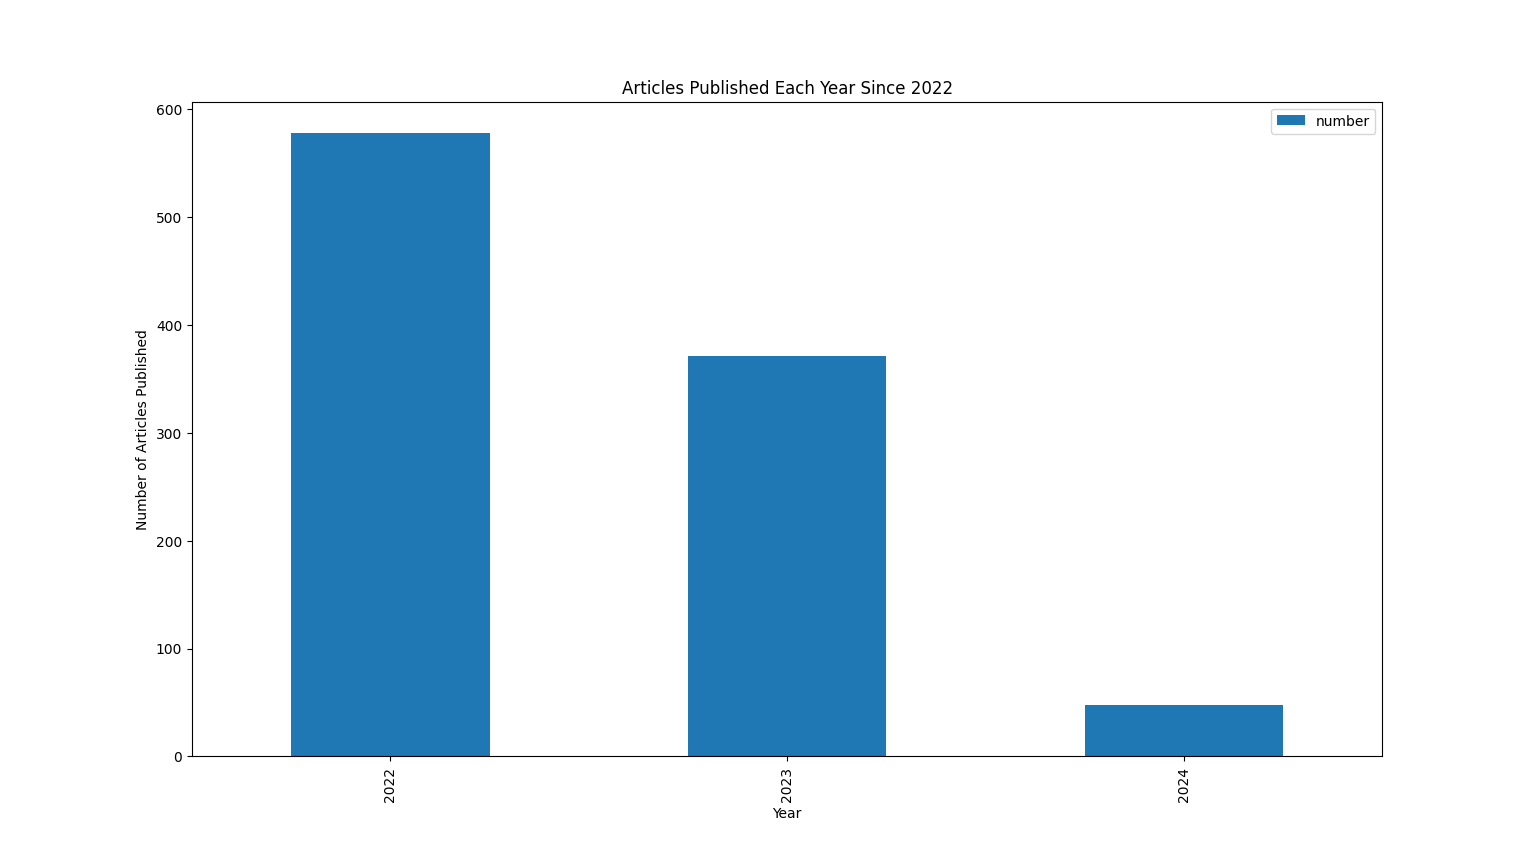 Articles Published Each Year Since 2022
number
600
500
400
300
200
100
0
Number of Articles Published
2022
2023
2024
Year